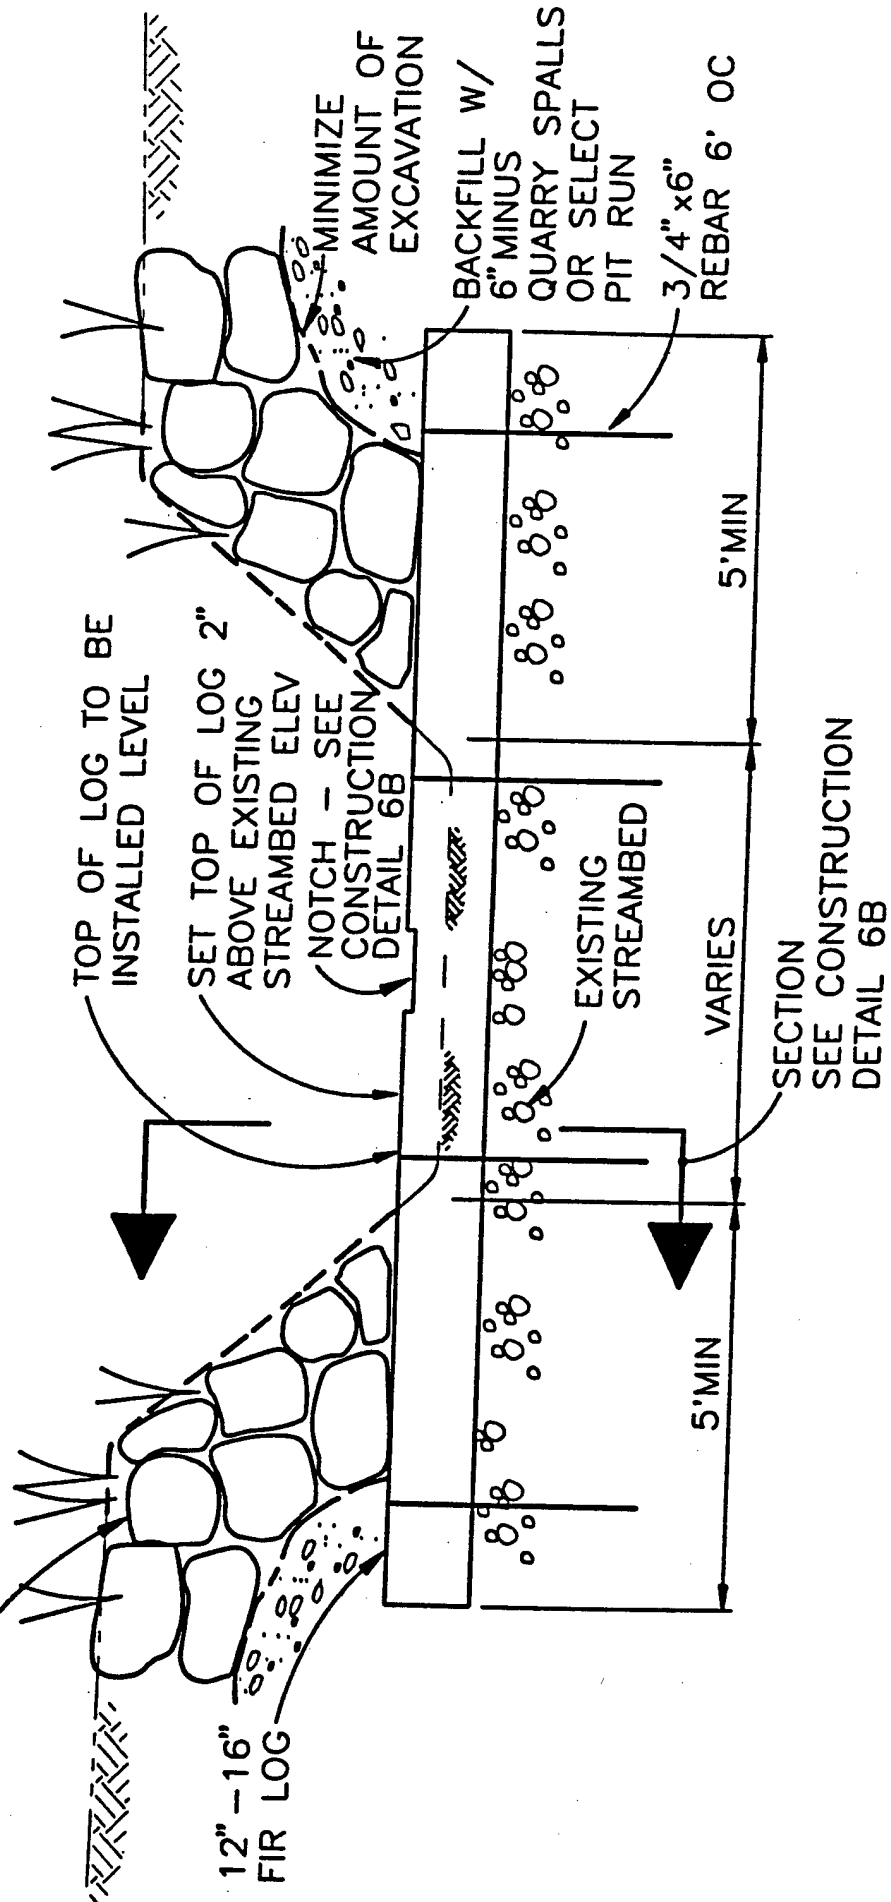 TOP OF LOG TO BE
INSTALLED LEVEL
SET TOP OF LOG 2"
ABOVE EXISTING
STREAMBED ELEV
NOTCH – SEE
CONSTRUCTION
DETAIL 6B
MINIMIZE
AMOUNT OF
EXCAVATION
BACKFILL W/
6" MINUS
QUARRY SPALLS
OR SELECT
PIT RUN
3/4"x6"
REBAR 6' OC
12"–16"
FIR LOG
EXISTING
STREAMBED
5'MIN
VARIES
5'MIN
SECTION
SEE CONSTRUCTION
DETAIL 6B